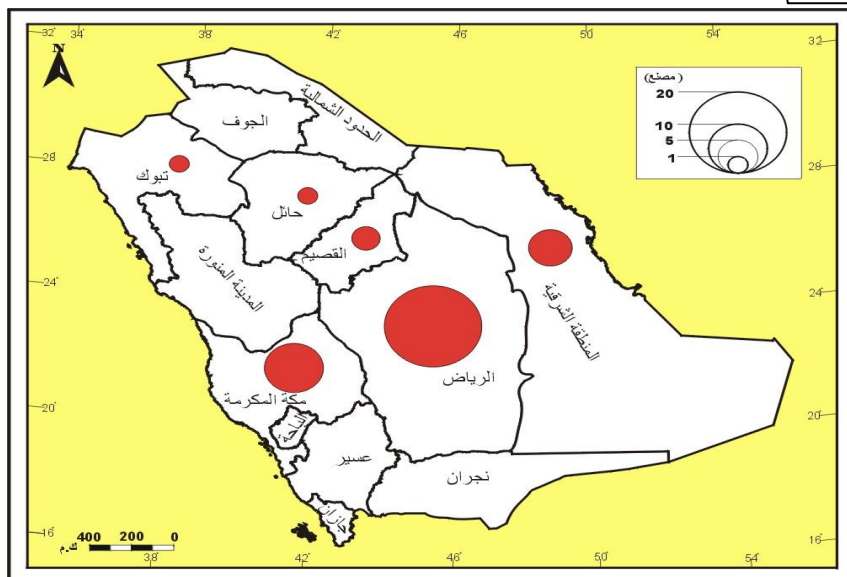 34° 38° 42° 46° 50° 54°
32° 32
N
(مصنع)
20
10
5
1
الحدود الشمالية
الجوف
28 28
تبوك
حائل
القصيم
24° 24
المدينة المنورة
المنطقة الشرقية
الرياض
مكة المكرمة
20° 20
الباحة
عسير
نجران
جازان
16° 16
400 200 0
ك.م
38° 42° 46° 50° 54°